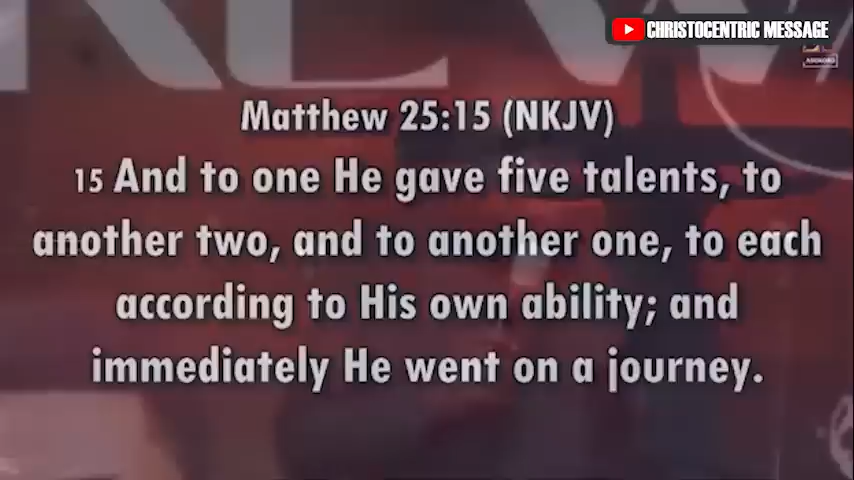 CHRISTOCENTRIC MESSAGE
Matthew 25:15 (NKJV)
15 And to one He gave five talents, to
another two, and to another one, to each
according to His own ability; and
immediately He went on a journey.